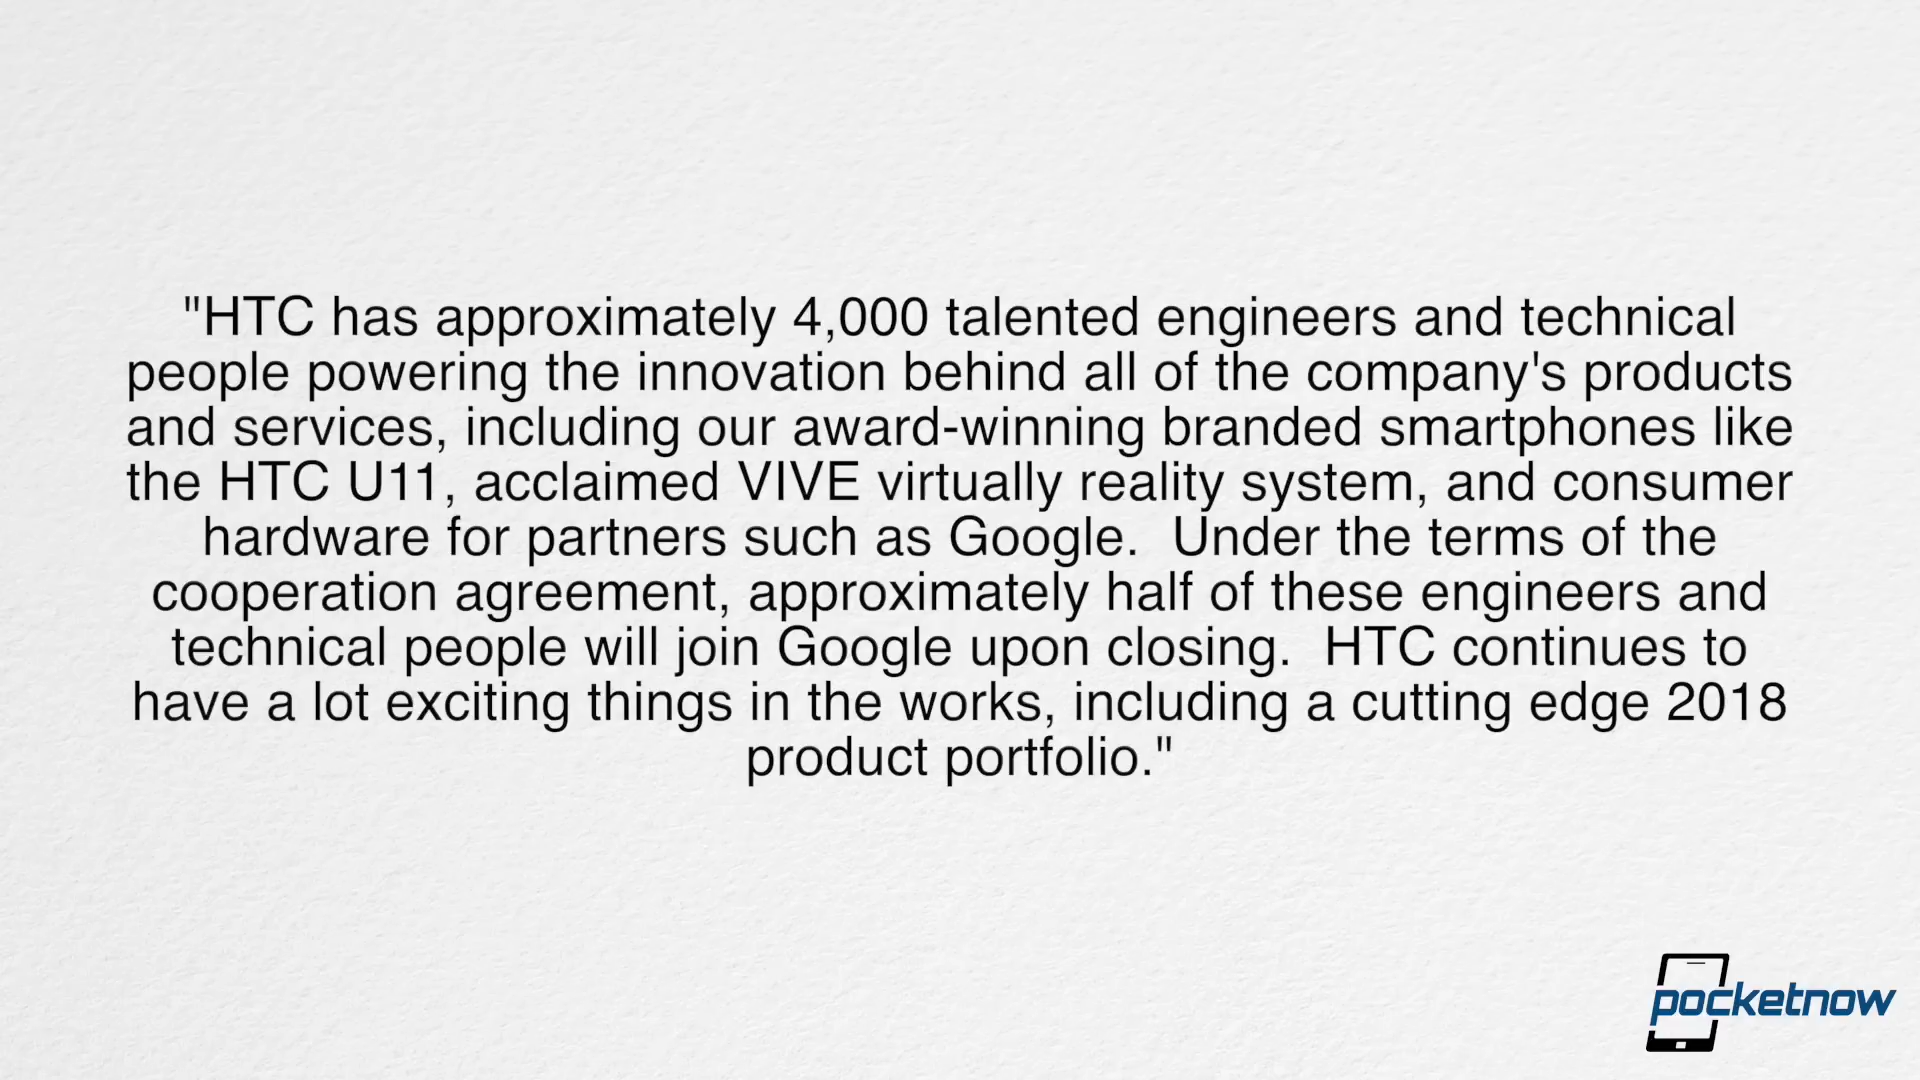 "HTC has approximately 4,000 talented engineers and technical
people powering the innovation behind all of the company's products
and services, including our award-winning branded smartphones like
the HTC U11, acclaimed VIVE virtually reality system, and consumer
hardware for partners such as Google.  Under the terms of the
cooperation agreement, approximately half of these engineers and
technical people will join Google upon closing.  HTC continues to
have a lot exciting things in the works, including a cutting edge 2018
product portfolio."
pocketnow